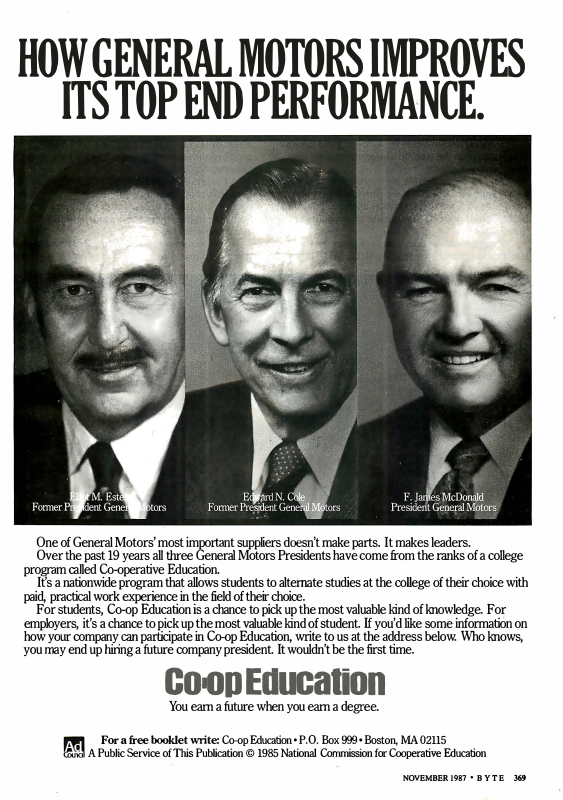 HOW GENERAL MOTORS IMPROVES
ITS TOP END PERFORMANCE.
Elliot M. Estes
Former President General Motors
Edward N. Cole
Former President General Motors
F. James McDonald
President General Motors
One of General Motors' most important suppliers doesn't make parts. It makes leaders.
Over the past 19 years all three General Motors Presidents have come from the ranks of a college
program called Co-operative Education.
It's a nationwide program that allows students to alternate studies at the college of their choice with
paid, practical work experience in the field of their choice.
For students, Co-op Education is a chance to pick up the most valuable kind of knowledge. For
employers, it's a chance to pick up the most valuable kind of student. If you'd like some information on
how your company can participate in Co-op Education, write to us at the address below. Who knows,
you may end up hiring a future company president. It wouldn't be the first time.
Co•op Education
You earn a future when you earn a degree.
Ad
Council
For a free booklet write: Co-op Education • P.O. Box 999 • Boston, MA 02115
A Public Service of This Publication © 1985 National Commission for Cooperative Education
NOVEMBER 1987 • BYTE 369